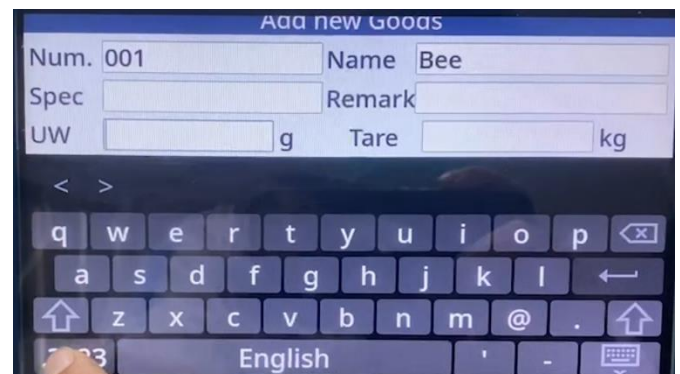 Add new Goods
Num. 001 Name Bee
Spec Remark
UW g Tare kg
< >
q w e r t y u i o p
a s d f g h j k l
z x c v b n m @ .
English ' -